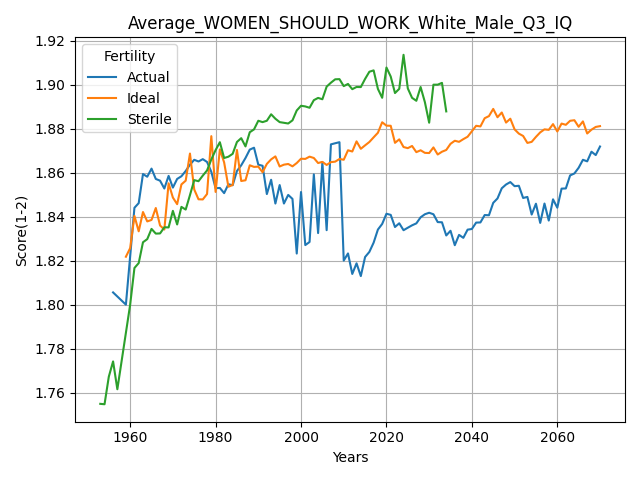 Average_WOMEN_SHOULD_WORK_White_Male_Q3_IQ
Fertility
Actual
Ideal
Sterile
Score(1-2)
1.92
1.90
1.88
1.86
1.84
1.82
1.80
1.78
1.76
1960 1980 2000 2020 2040 2060
Years